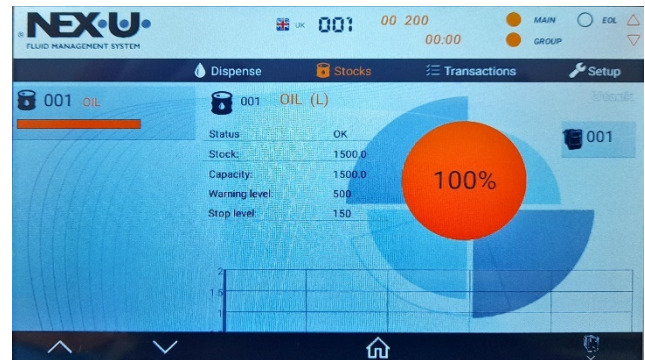 NEX·U·
FLUID MANAGEMENT SYSTEM
UK 001 00 200 00:00
MAIN EOL
GROUP
Dispense Stocks Transactions Setup
001 OIL
001 OIL (L)
Status OK
Stock: 1500.0
Capacity: 1500.0
Warning level: 500
Stop level: 150
100%
001
2
1.5
1